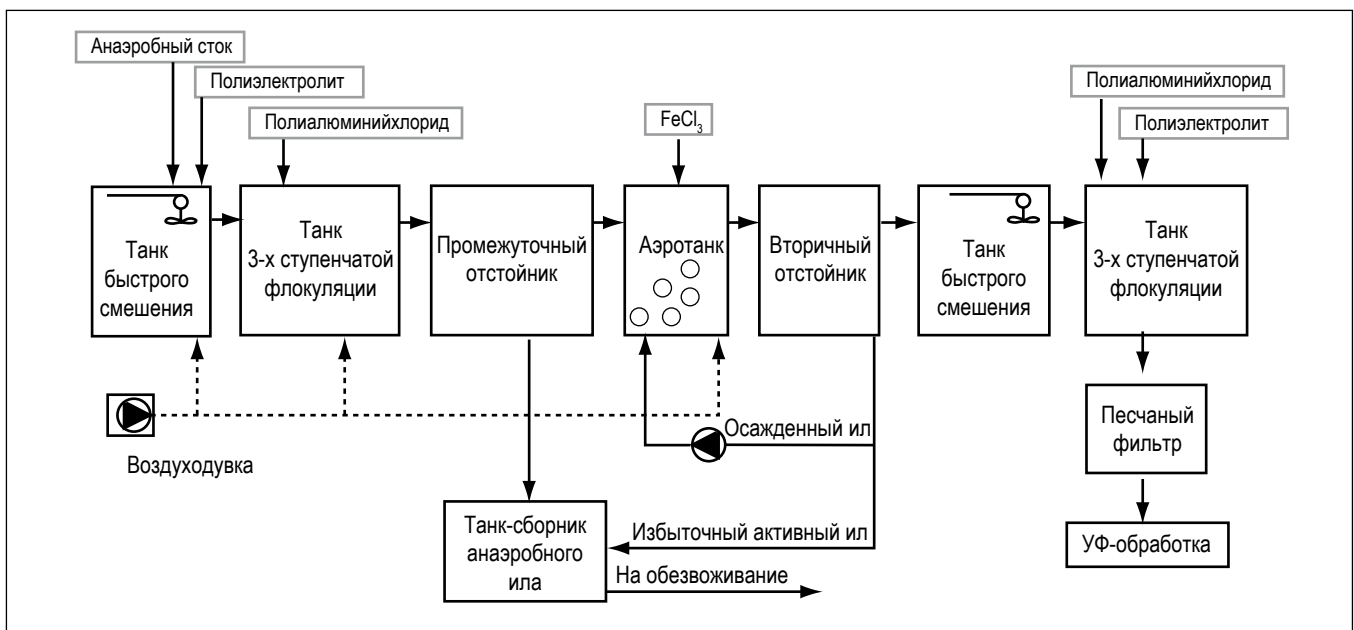 Анаэробный сток
Полиэлектролит
Полиалюминийхлорид
FeCl₃
Полиалюминийхлорид
Полиэлектролит
Танк
быстрого
смешения
Танк
3-х ступенчатой
флокуляции
Промежуточный
отстойник
Аэротанк
Вторичный
отстойник
Танк
быстрого
смешения
Танк
3-х ступенчатой
флокуляции
Воздуходувка
Осажденный ил
Песчаный
фильтр
Танк-сборник
анаэробного
ила
Избыточный активный ил
На обезвоживание
УФ-обработка